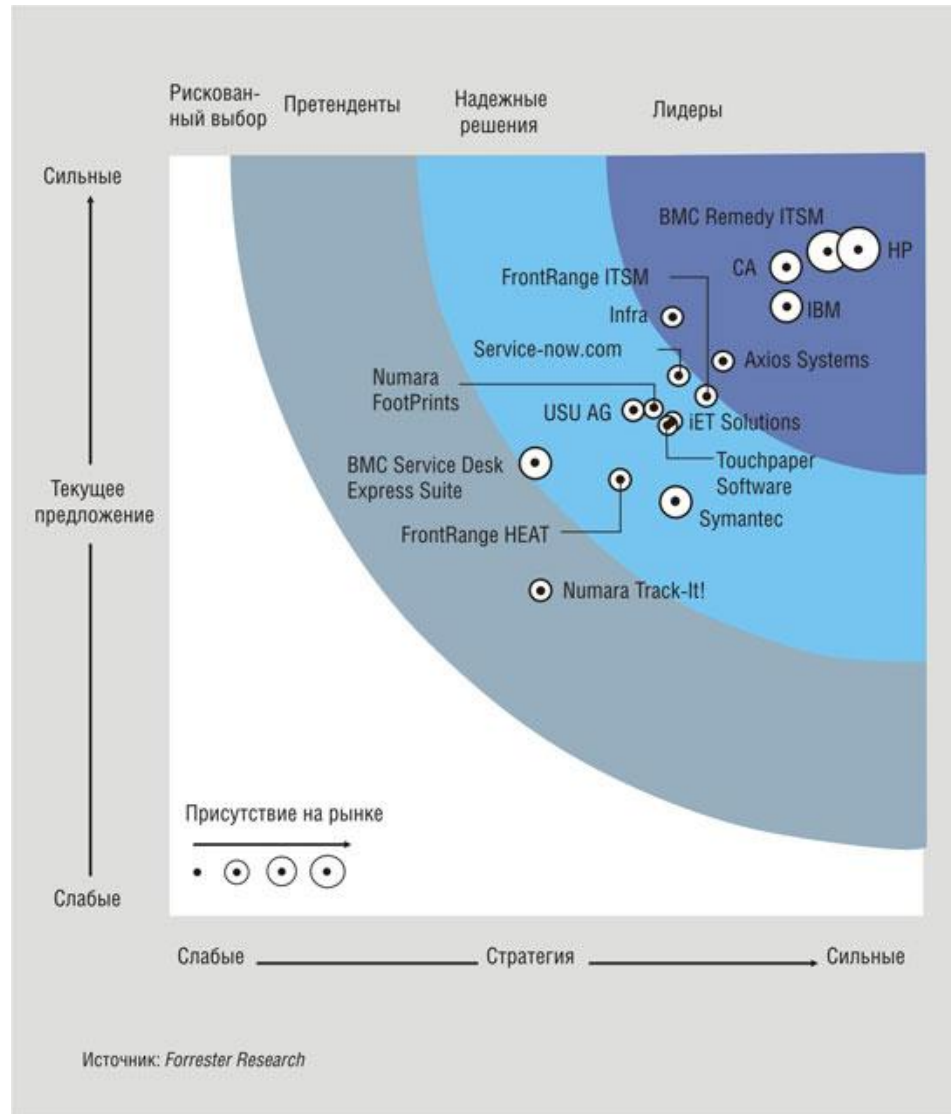 Рискован-
ный выбор
Претенденты
Надежные
решения
Лидеры
Сильные
BMC Remedy ITSM
HP
CA
FrontRange ITSM
IBM
Infra
Service-now.com
Axios Systems
Numara
FootPrints
USU AG
iET Solutions
BMC Service Desk
Express Suite
Touchpaper
Software
Текущее
предложение
Symantec
FrontRange HEAT
Numara Track-It!
Присутствие на рынке
Слабые
Слабые
Стратегия
Сильные
Источник: Forrester Research